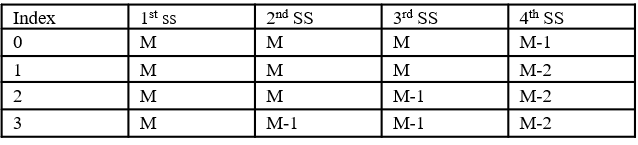 Index 1st ss 2nd SS 3rd SS 4th SS
0 M M M M-1
1 M M M M-2
2 M M M-1 M-2
3 M M-1 M-1 M-2